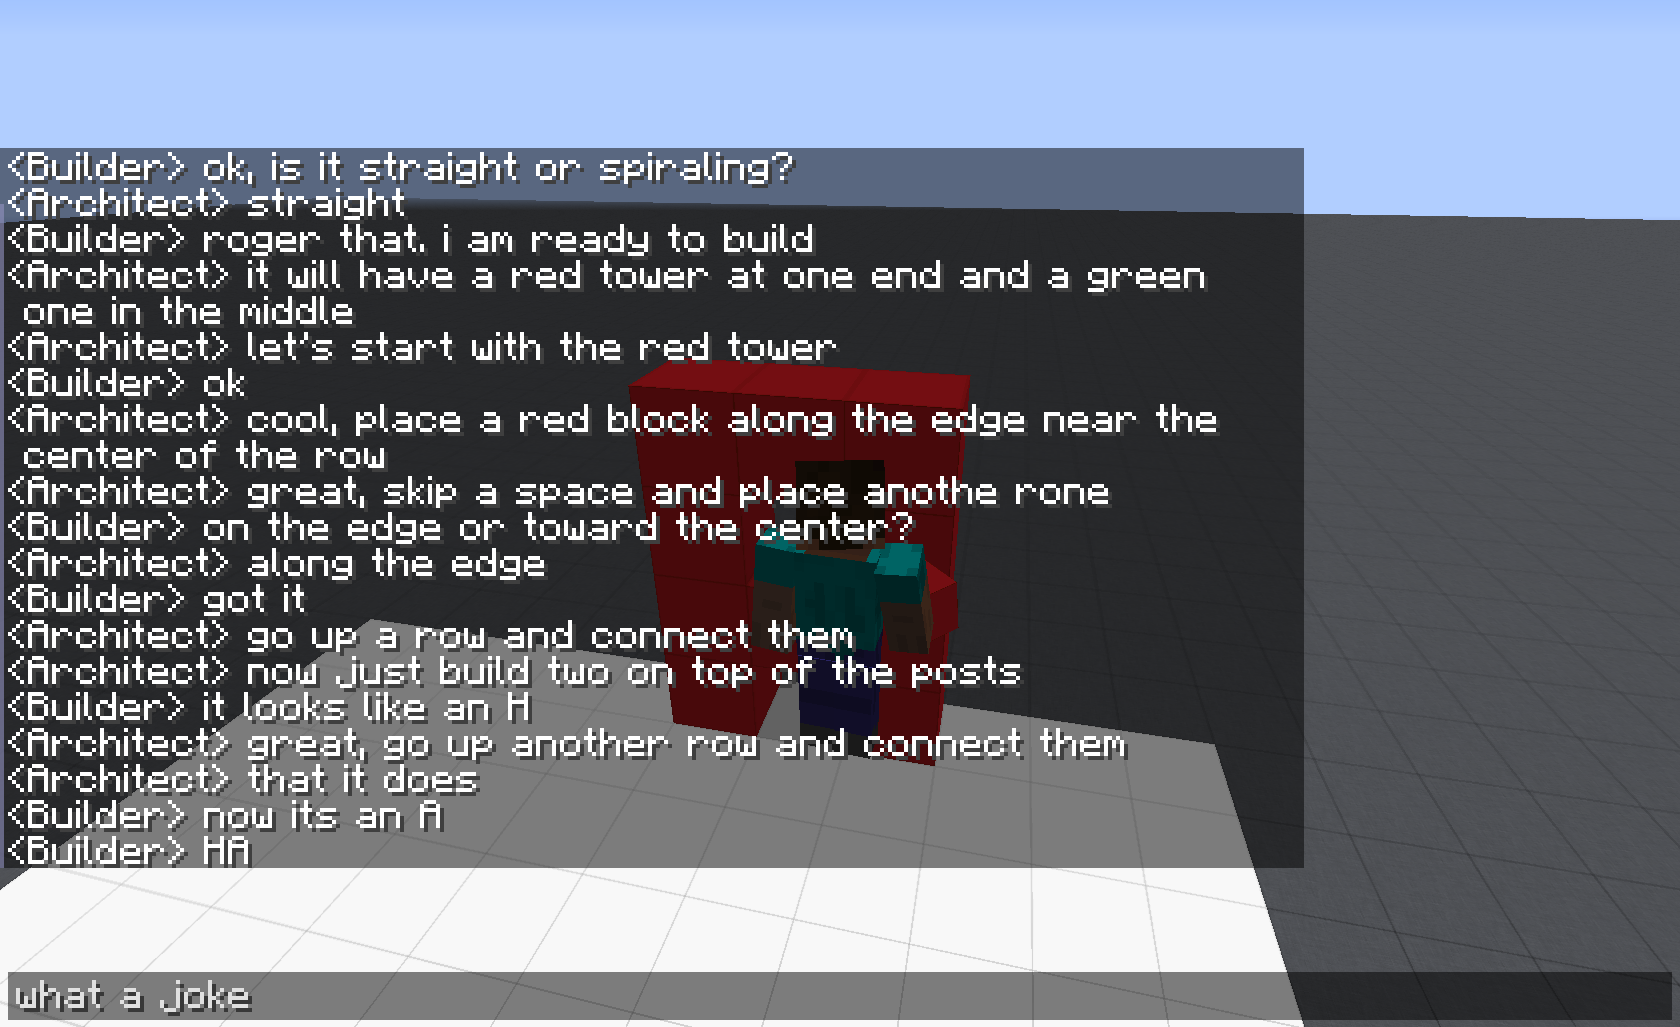 <Builder> ok, is it straight or spiraling?
<Architect> straight
<Builder> roger that, i am ready to build
<Architect> it will have a red tower at one end and a green
one in the middle
<Architect> let's start with the red tower
<Builder> ok
<Architect> cool, place a red block along the edge near the
center of the row
<Architect> great, skip a space and place anothe rone
<Builder> on the edge or toward the center?
<Architect> along the edge
<Builder> got it
<Architect> go up a row and connect them
<Architect> now just build two on top of the posts
<Builder> it looks like an H
<Architect> great, go up another row and connect them
<Architect> that it does
<Builder> now its an A
<Builder> HA
what a joke